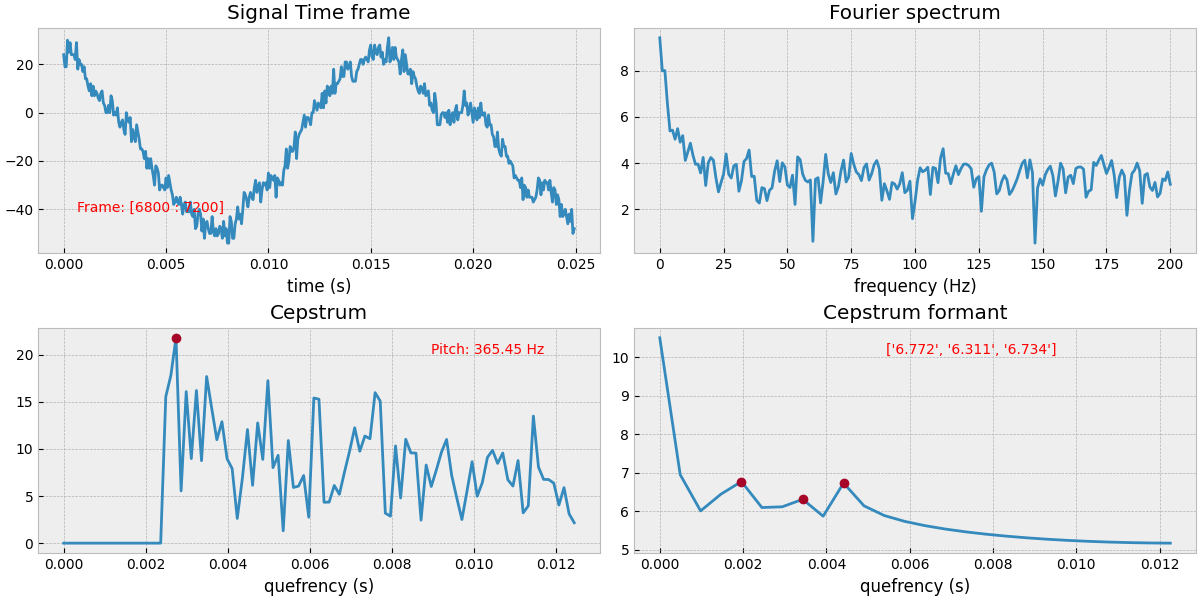 Signal Time frame
20
0
−20
−40
Frame: [6800 : 7200]
0.000 0.005 0.010 0.015 0.020 0.025
time (s)
Fourier spectrum
8
6
4
2
0 25 50 75 100 125 150 175 200
frequency (Hz)
Cepstrum
20
15
10
5
0
Pitch: 365.45 Hz
0.000 0.002 0.004 0.006 0.008 0.010 0.012
quefrency (s)
Cepstrum formant
10
9
8
7
6
5
['6.772', '6.311', '6.734']
0.000 0.002 0.004 0.006 0.008 0.010 0.012
quefrency (s)